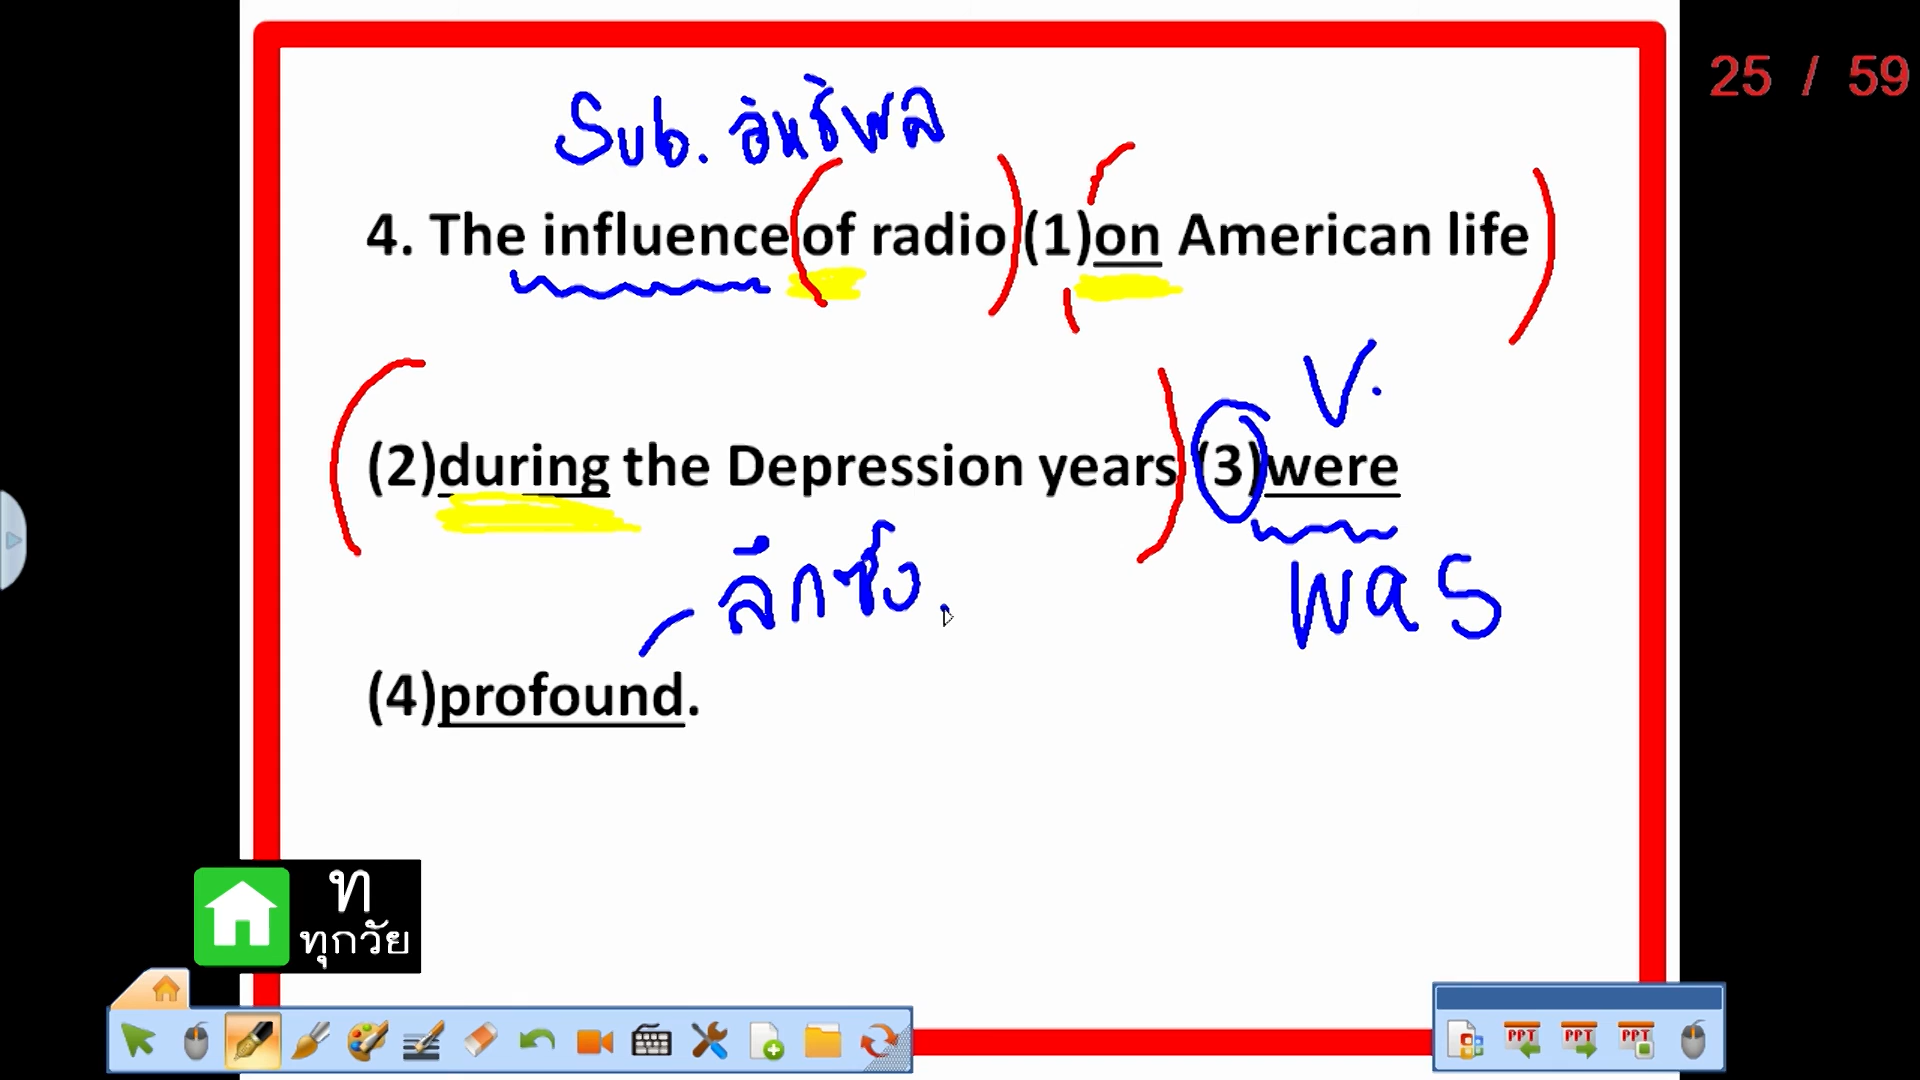 25 / 59
Sub. อิทธิพล
4. The influence of radio (1)on American life
V.
(2)during the Depression years (3)were
ลึกซึ้ง
was
(4)profound.
ท
ทุกวัย
PPT PPT PPT